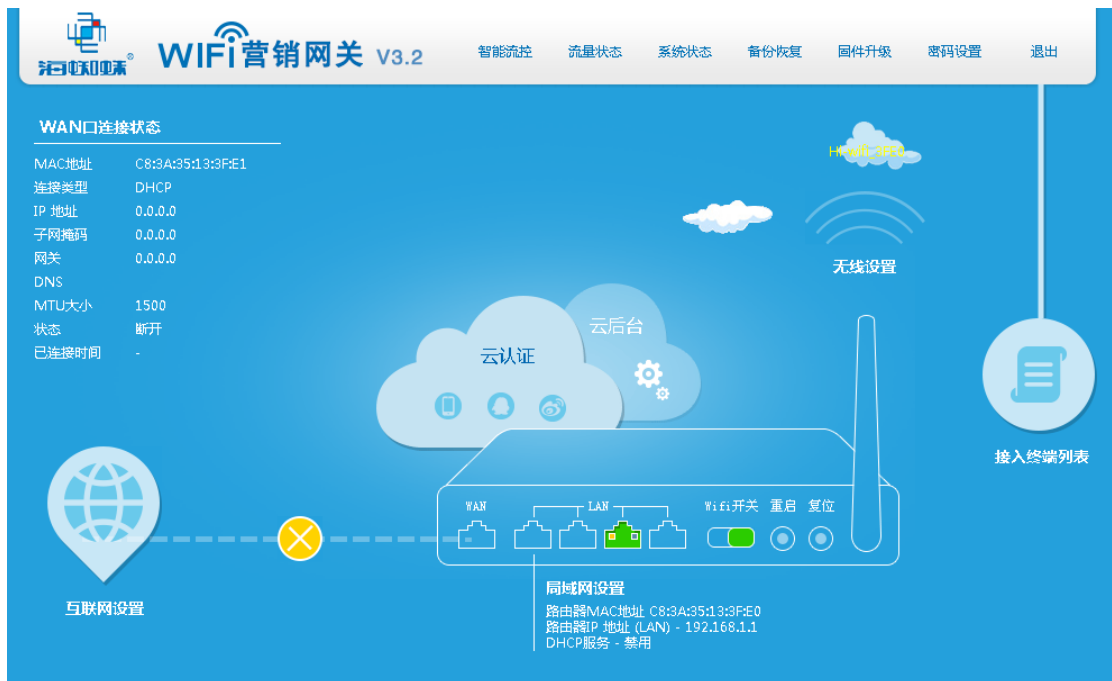 海蜘蛛®
WIFi营销网关 V3.2
智能流控 流量状态 系统状态 备份恢复 固件升级 密码设置 退出
WAN口连接状态
MAC地址 C8:3A:35:13:3F:E1
连接类型 DHCP
IP 地址 0.0.0.0
子网掩码 0.0.0.0
网关 0.0.0.0
DNS
MTU大小 1500
状态 断开
已连接时间 -
无线设置
云后台
云认证
接入终端列表
WAN LAN Wifi开关 重启 复位
互联网设置
局域网设置
路由器MAC地址 C8:3A:35:13:3F:E0
路由器IP 地址 (LAN) - 192.168.1.1
DHCP服务 - 禁用